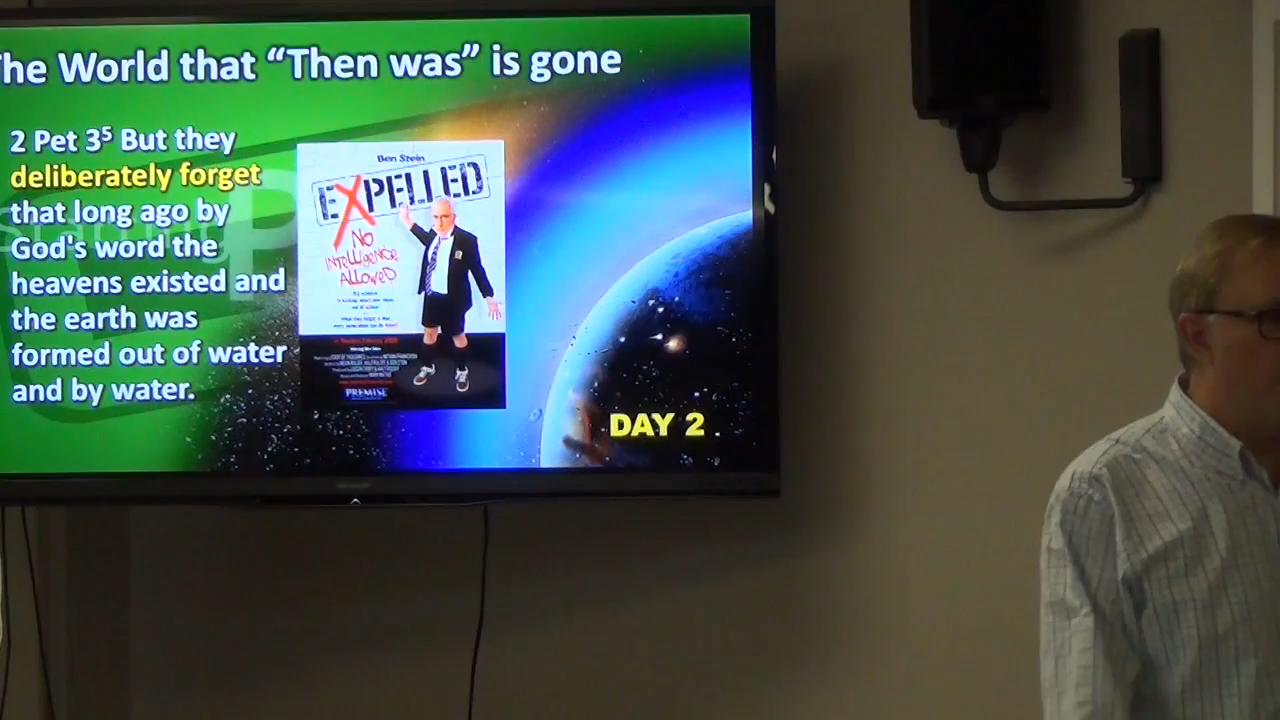 The World that “Then was” is gone
2 Pet 3⁵ But they
deliberately forget
that long ago by
God's word the
heavens existed and
the earth was
formed out of water
and by water.
Ben Stein
EXPELLED
No
Intelligence
Allowed
PREMISE
DAY 2